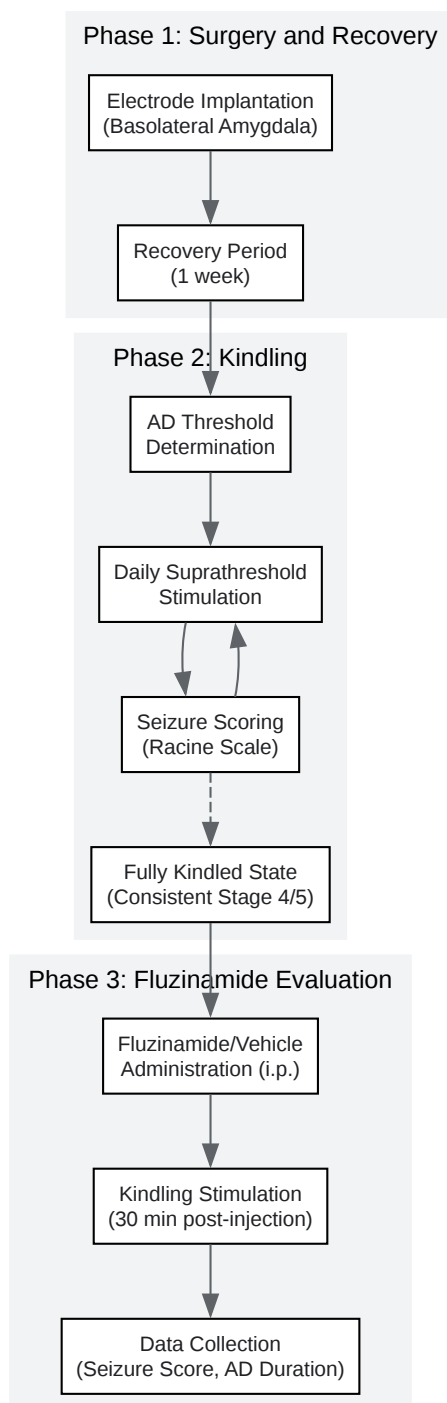 Phase 1: Surgery and Recovery
Electrode Implantation
(Basolateral Amygdala)
Recovery Period
(1 week)
Phase 2: Kindling
AD Threshold
Determination
Daily Suprathreshold
Stimulation
Seizure Scoring
(Racine Scale)
Fully Kindled State
(Consistent Stage 4/5)
Phase 3: Fluzinamide Evaluation
Fluzinamide/Vehicle
Administration (i.p.)
Kindling Stimulation
(30 min post-injection)
Data Collection
(Seizure Score, AD Duration)